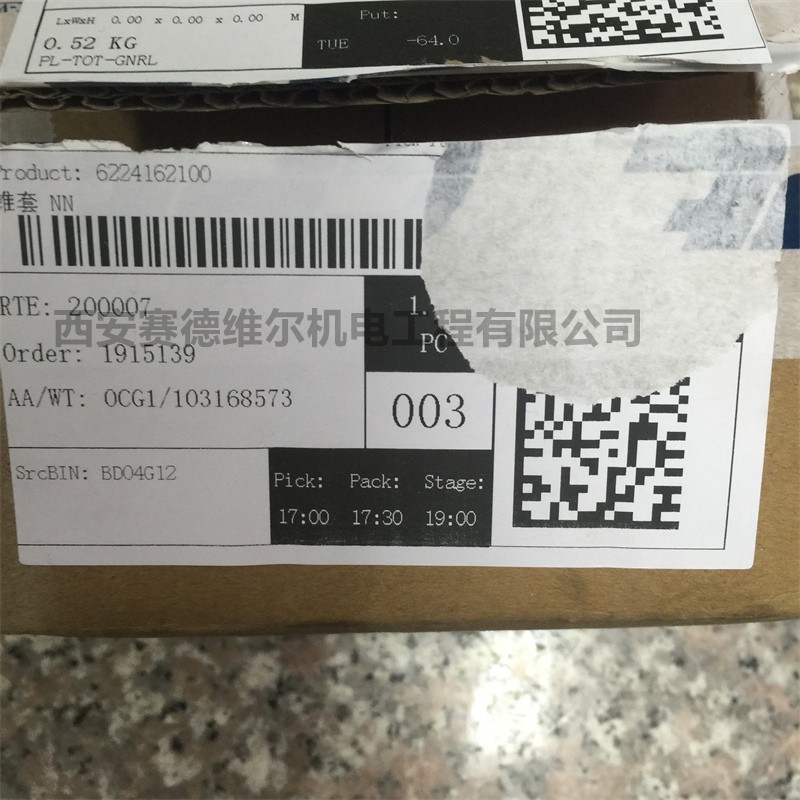 LxWxH 0.00 x 0.00 x 0.00 M
0.52 KG
PL-TOT-GNRL
Put:
TUE -64.0
Product: 6224162100
维套 NN
RTE: 200007
1.
PC
西安赛德维尔机电工程有限公司
Order: 1915139
AA/WT: OCG1/103168573
003
SrcBIN: BD04G12
Pick: Pack: Stage:
17:00 17:30 19:00